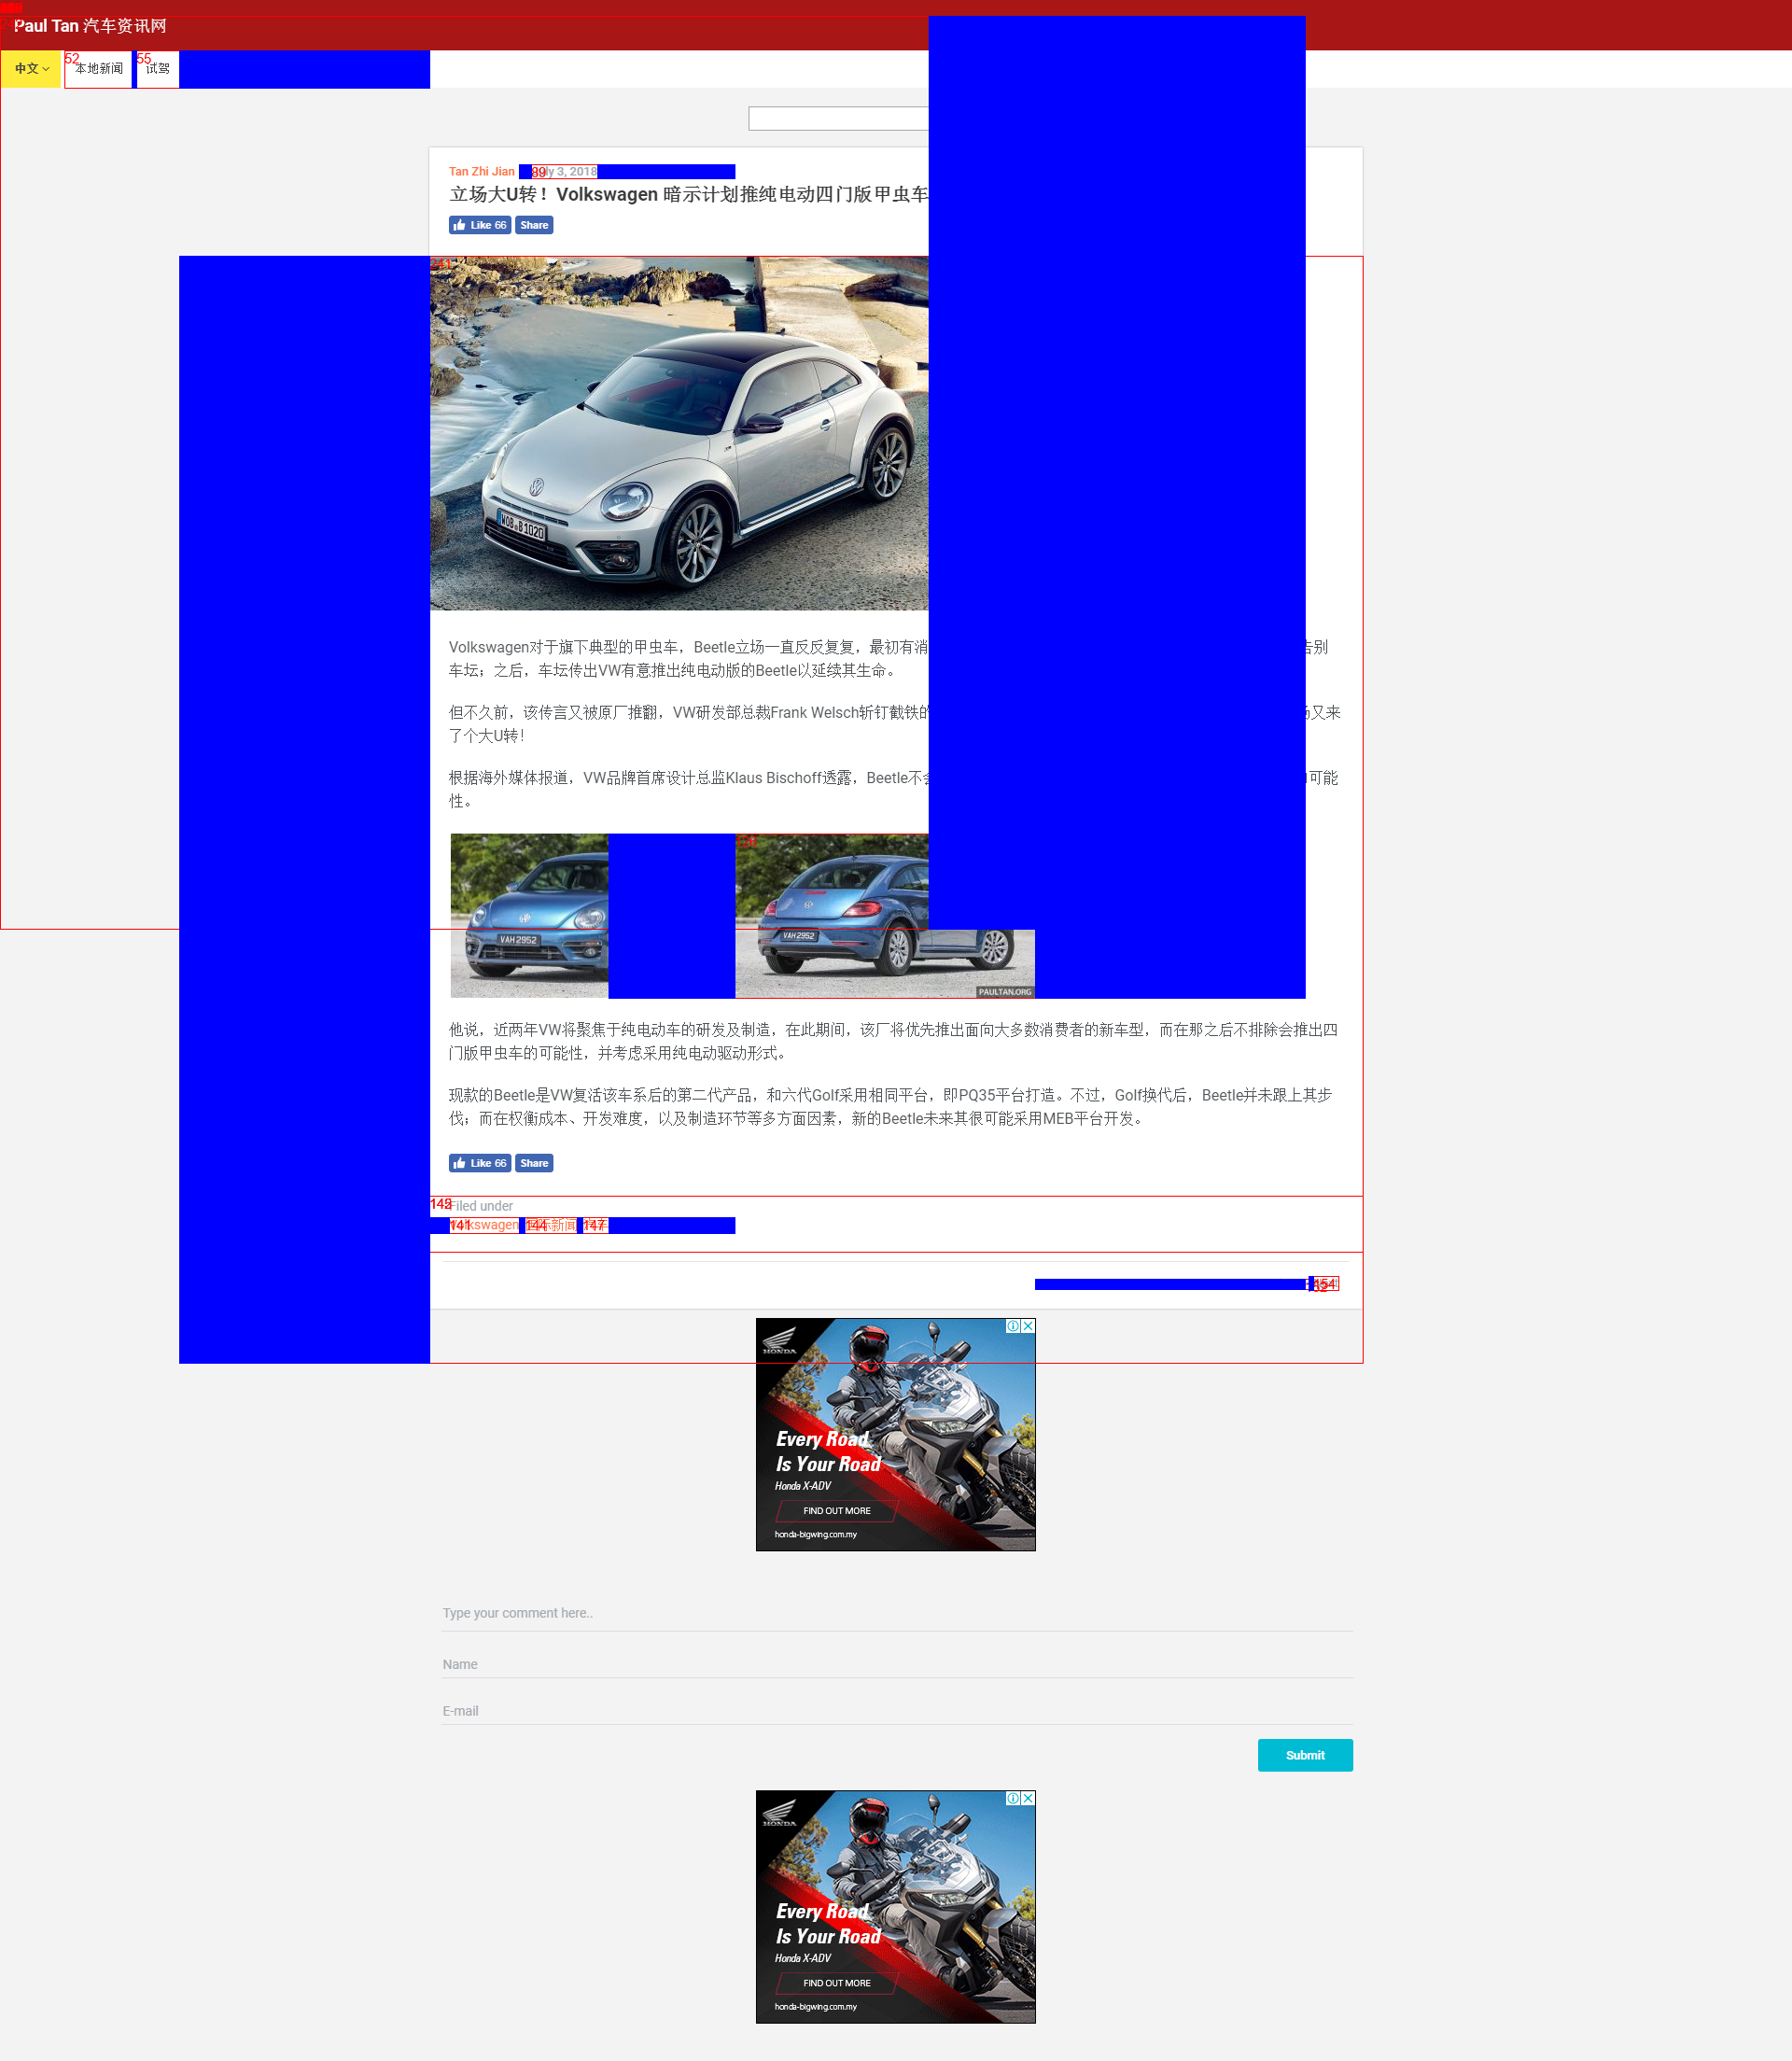 Paul Tan 汽车资讯网
中文
52
本地新闻
55
试驾
Tan Zhi Jian
89
ly 3, 2018
立场大U转！Volkswagen 暗示计划推纯电动四门版甲虫车
Like 66
Share
WOB B 1020
Volkswagen对于旗下典型的甲虫车，Beetle立场一直反反复复，最初有消
告别
车坛；之后，车坛传出VW有意推出纯电动版的Beetle以延续其生命。
但不久前，该传言又被原厂推翻，VW研发部总裁Frank Welsch斩钉截铁的
场又来
了个大U转！
根据海外媒体报道，VW品牌首席设计总监Klaus Bischoff透露，Beetle不会
可能
性。
VAH 2952
VAH 2952
PAULTAN.ORG
他说，近两年VW将聚焦于纯电动车的研发及制造，在此期间，该厂将优先推出面向大多数消费者的新车型，而在那之后不排除会推出四
门版甲虫车的可能性，并考虑采用纯电动驱动形式。
现款的Beetle是VW复活该车系后的第二代产品，和六代Golf采用相同平台，即PQ35平台打造。不过，Golf换代后，Beetle并未跟上其步
伐；而在权衡成本、开发难度，以及制造环节等多方面因素，新的Beetle未来其很可能采用MEB平台开发。
Like 66
Share
Filed under
141
kswagen
144
国际新闻
147
154
HONDA
Every Road
Is Your Road
Honda X-ADV
FIND OUT MORE
honda-bigwing.com.my
Type your comment here..
Name
E-mail
Submit
HONDA
Every Road
Is Your Road
Honda X-ADV
FIND OUT MORE
honda-bigwing.com.my